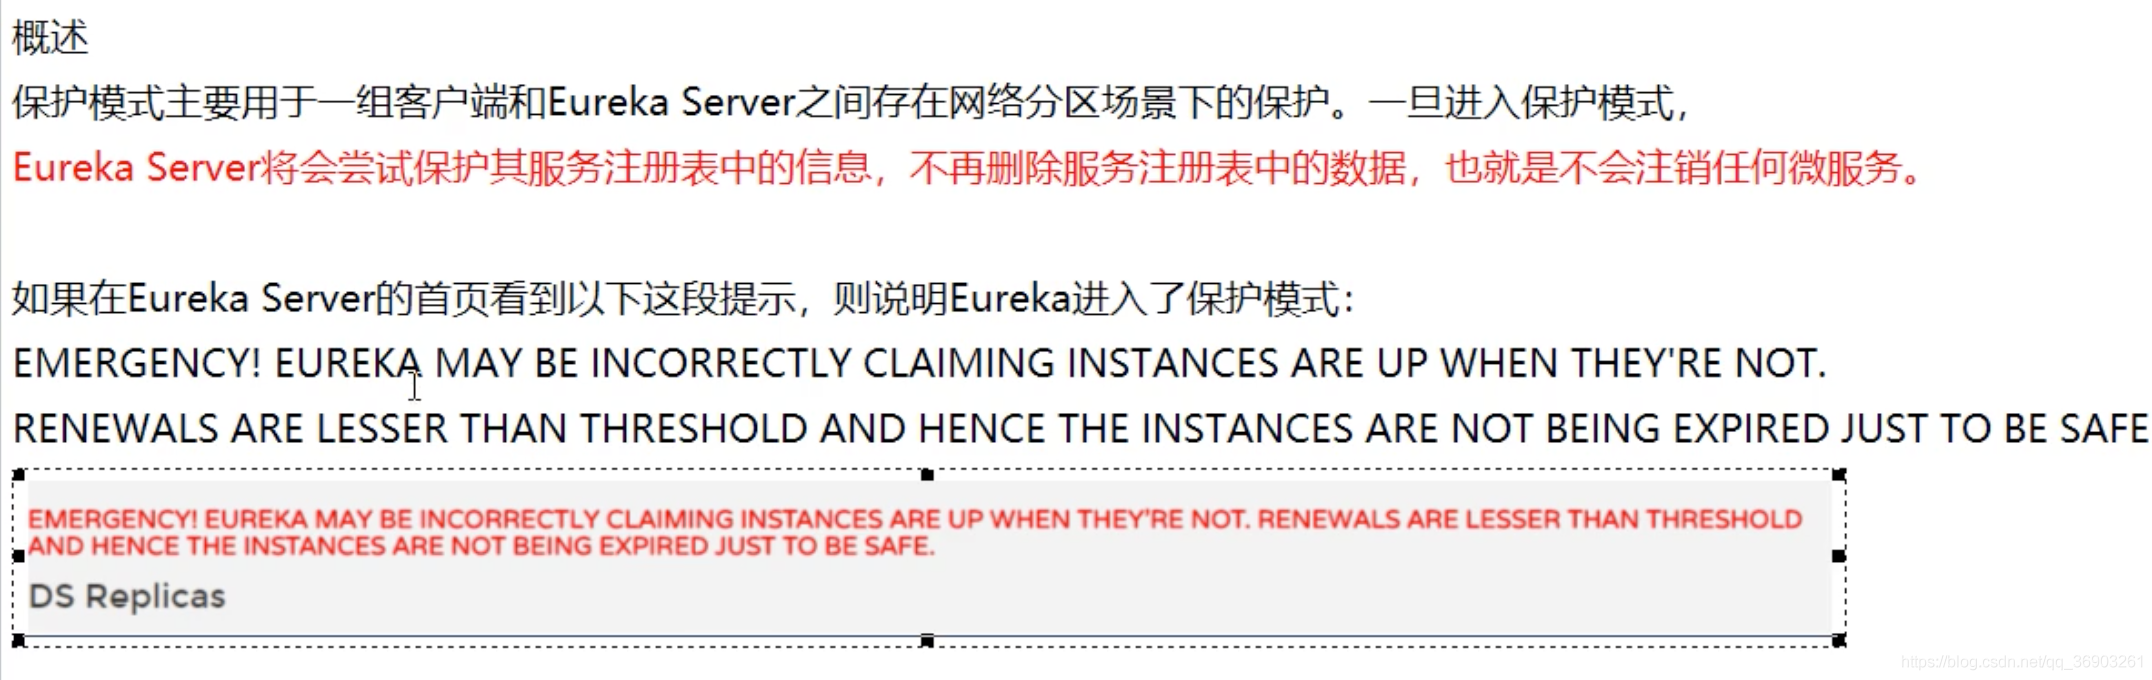 概述
保护模式主要用于一组客户端和Eureka Server之间存在网络分区场景下的保护。一旦进入保护模式，
Eureka Server将会尝试保护其服务注册表中的信息，不再删除服务注册表中的数据，也就是不会注销任何微服务。
如果在Eureka Server的首页看到以下这段提示，则说明Eureka进入了保护模式：
EMERGENCY! EUREKA MAY BE INCORRECTLY CLAIMING INSTANCES ARE UP WHEN THEY'RE NOT.
RENEWALS ARE LESSER THAN THRESHOLD AND HENCE THE INSTANCES ARE NOT BEING EXPIRED JUST TO BE SAFE
EMERGENCY! EUREKA MAY BE INCORRECTLY CLAIMING INSTANCES ARE UP WHEN THEY'RE NOT. RENEWALS ARE LESSER THAN THRESHOLD
AND HENCE THE INSTANCES ARE NOT BEING EXPIRED JUST TO BE SAFE.
DS Replicas
https://blog.csdn.net/qq_36903261